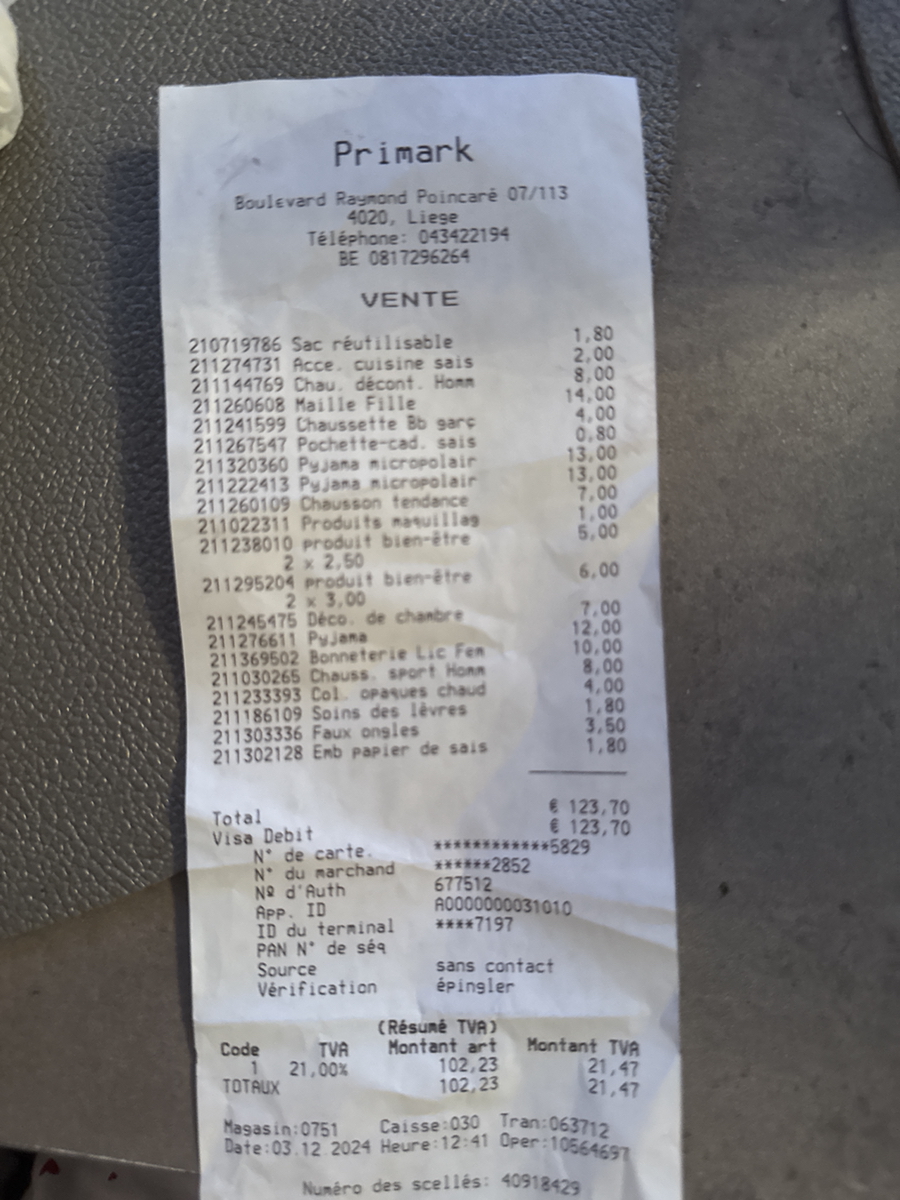 Primark
Boulevard Raymond Poincaré 07/113
4020, Liege
Téléphone: 043422194
BE 0817296264
VENTE
210719786 Sac réutilisable 1,80
211274731 Acce. cuisine sais 2,00
211144769 Chau. décont. Homm 8,00
211260608 Maille Fille 14,00
211241599 Chaussette Bb garç 4,00
211267547 Pochette-cad. sais 0,80
211320360 Pyjama micropolair 13,00
211222413 Pyjama micropolair 13,00
211260109 Chausson tendance 7,00
211022311 Produits maquillag 1,00
211238010 produit bien-être 5,00
2 x 2,50
211295204 produit bien-être 6,00
2 x 3,00
211245475 Déco. de chambre 7,00
211276611 Pyjama 12,00
211369502 Bonneterie Lic Fem 10,00
211030265 Chauss. sport Homm 8,00
211233393 Col. opaques chaud 4,00
211186109 Soins des lèvres 1,80
211303336 Faux ongles 3,50
211302128 Emb papier de sais 1,80
Total € 123,70
Visa Debit € 123,70
N° de carte. ************5829
N° du marchand ******2852
Nº d'Auth 677512
App. ID A0000000031010
ID du terminal ****7197
PAN N° de séq
Source sans contact
Vérification épingler
(Résumé TVA)
Code TVA Montant art Montant TVA
1 21,00% 102,23 21,47
TOTAUX 102,23 21,47
Magasin:0751 Caisse:030 Tran:063712
Date:03.12.2024 Heure:12:41 Oper:10564697
Numéro des scellés: 40918429